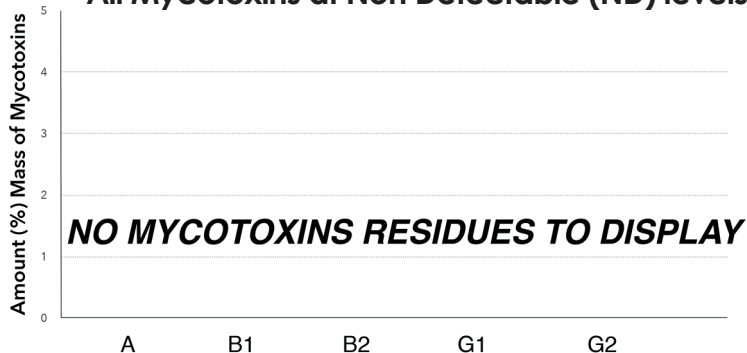 All Mycotoxins at Non Detectable (ND) levels
Amount (%) Mass of Mycotoxins
5
4
3
2
NO MYCOTOXINS RESIDUES TO DISPLAY
1
0
A B1 B2 G1 G2